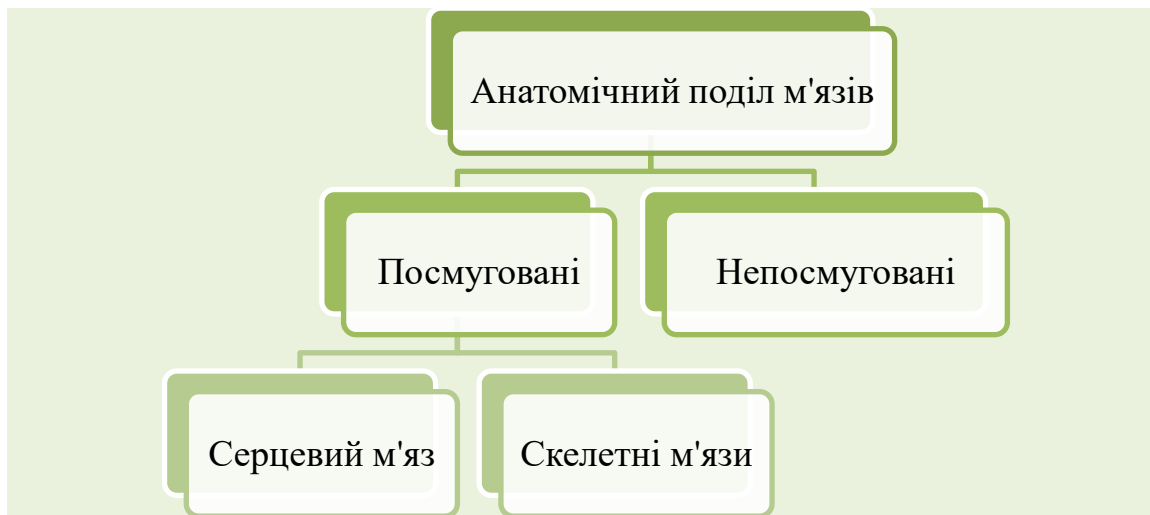 Анатомічний поділ м'язів
Посмуговані
Непосмуговані
Серцевий м'яз
Скелетні м'язи